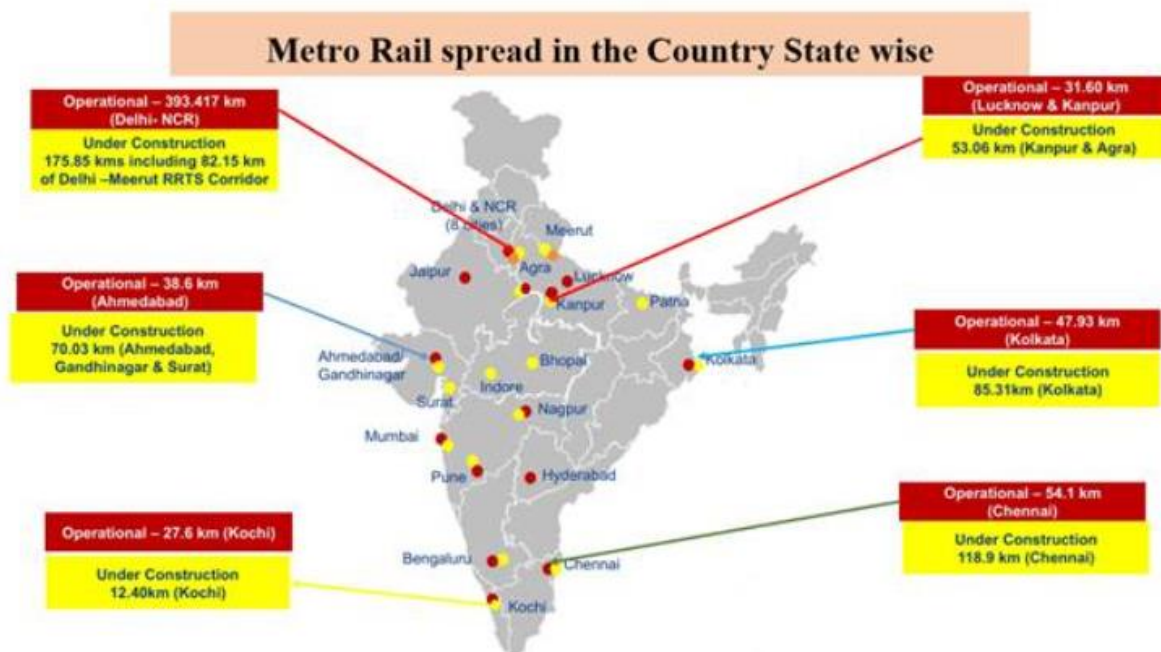 Metro Rail spread in the Country State wise
Operational – 393.417 km
(Delhi- NCR)
Under Construction
175.85 kms including 82.15 km
of Delhi –Meerut RRTS Corridor
Operational – 31.60 km
(Lucknow & Kanpur)
Under Construction
53.06 km (Kanpur & Agra)
Delhi & NCR
(8 cities)
Meerut
Jaipur
Agra
Lucknow
Kanpur
Patna
Operational – 38.6 km
(Ahmedabad)
Under Construction
70.03 km (Ahmedabad,
Gandhinagar & Surat)
Operational – 47.93 km
(Kolkata)
Under Construction
85.31km (Kolkata)
Ahmedabad/
Gandhinagar
Bhopal
Kolkata
Indore
Surat
Nagpur
Mumbai
Pune
Hyderabad
Operational – 27.6 km (Kochi)
Under Construction
12.40km (Kochi)
Operational – 54.1 km
(Chennai)
Under Construction
118.9 km (Chennai)
Bengaluru
Chennai
Kochi